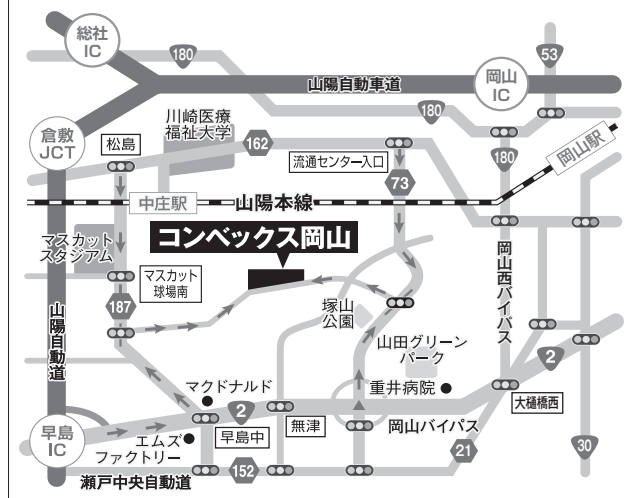 総社
IC
180
53
山陽自動車道
岡山
IC
180
川崎医療
福祉大学
倉敷
JCT
松島
162
流通センター入口
180
岡山駅
73
中庄駅
山陽本線
マスカット
スタジアム
コンベックス岡山
マスカット
球場南
岡山西バイパス
187
山陽自動道
塚山
公園
山田グリーン
パーク
2
マクドナルド
重井病院
大樋橋西
2
早島中
無津
岡山バイパス
早島
IC
エムズ
ファクトリー
21
30
152
瀬戸中央自動道